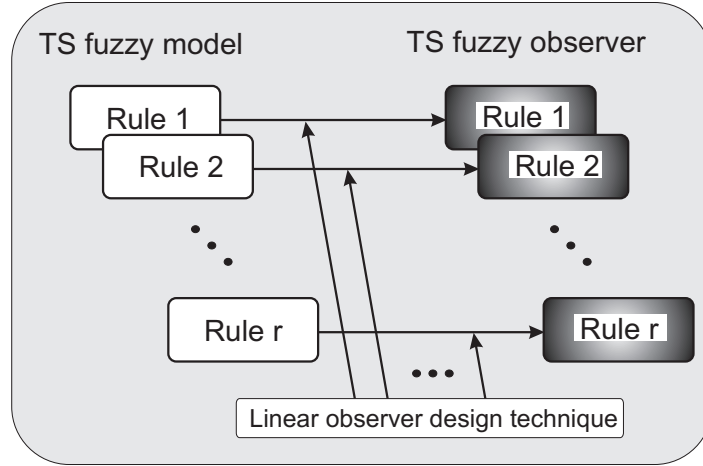 TS fuzzy model
TS fuzzy observer
Rule 1
Rule 1
Rule 2
Rule 2
Rule r
Rule r
Linear observer design technique